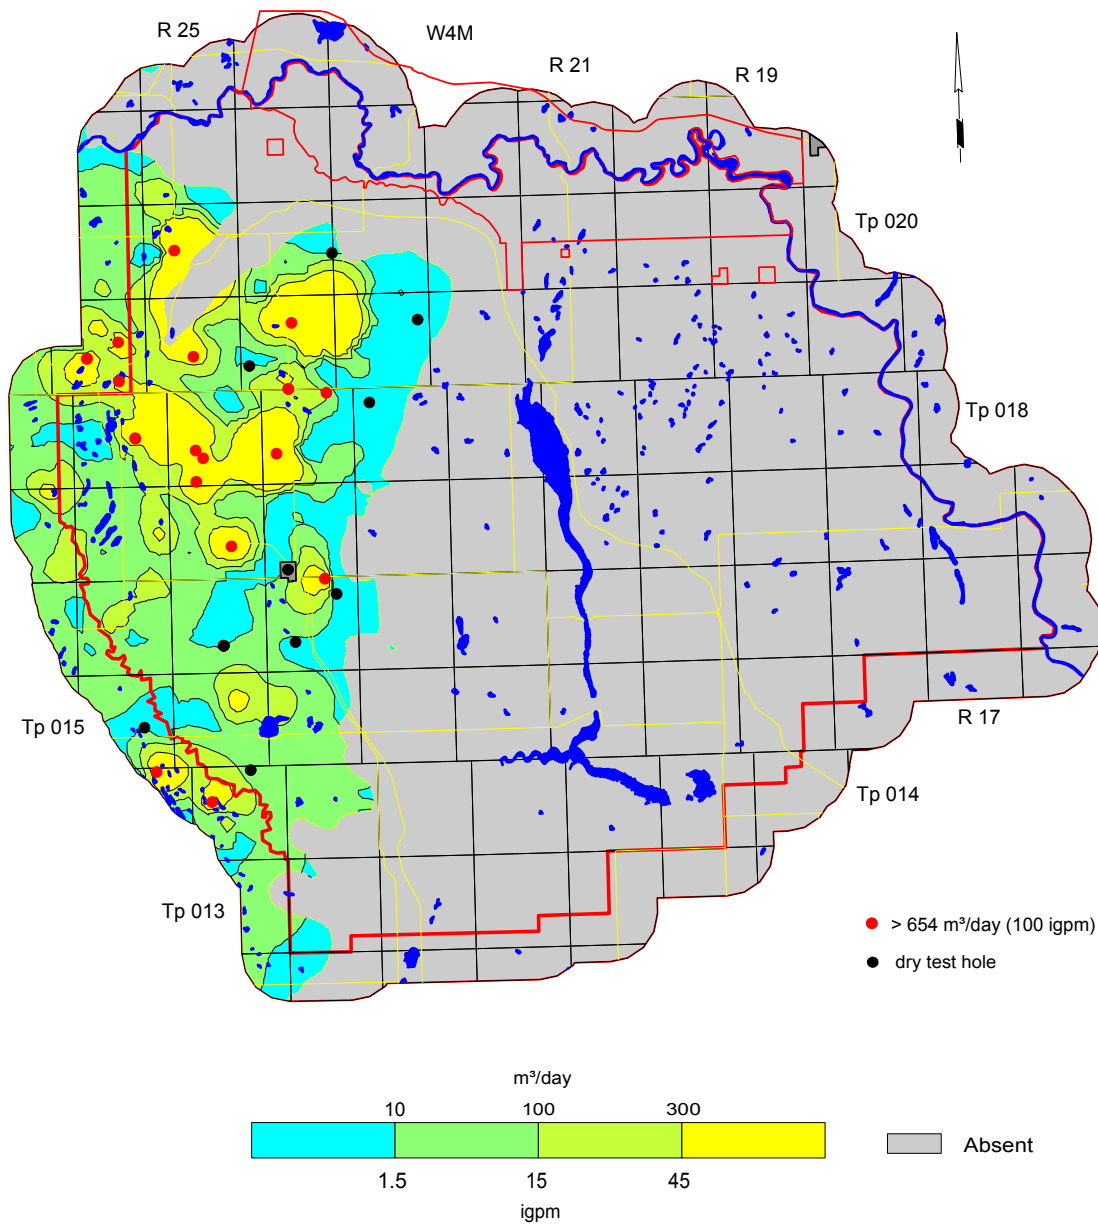 R 25
W4M
R 21
R 19
Tp 020
Tp 018
Tp 015
R 17
Tp 014
Tp 013
> 654 m³/day (100 igpm)
dry test hole
m³/day
10 100 300
Absent
1.5 15 45
igpm